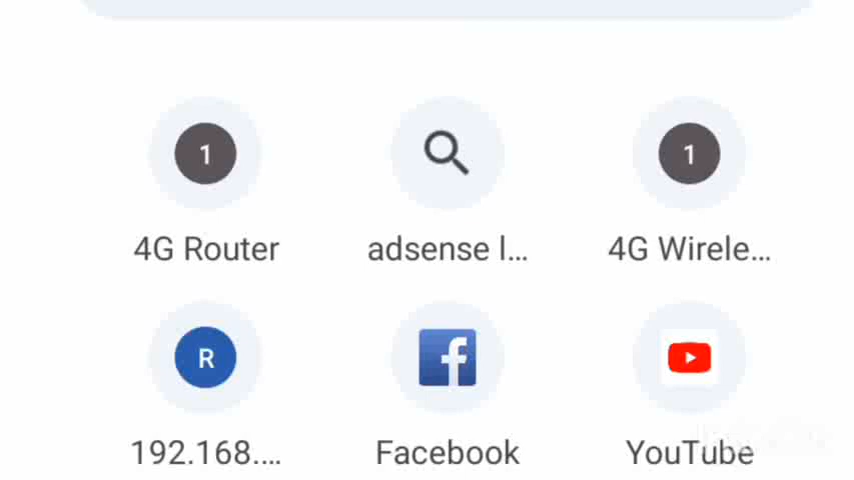 1
1
4G Router
adsense l...
4G Wirele...
R
f
192.168....
Facebook
YouTube